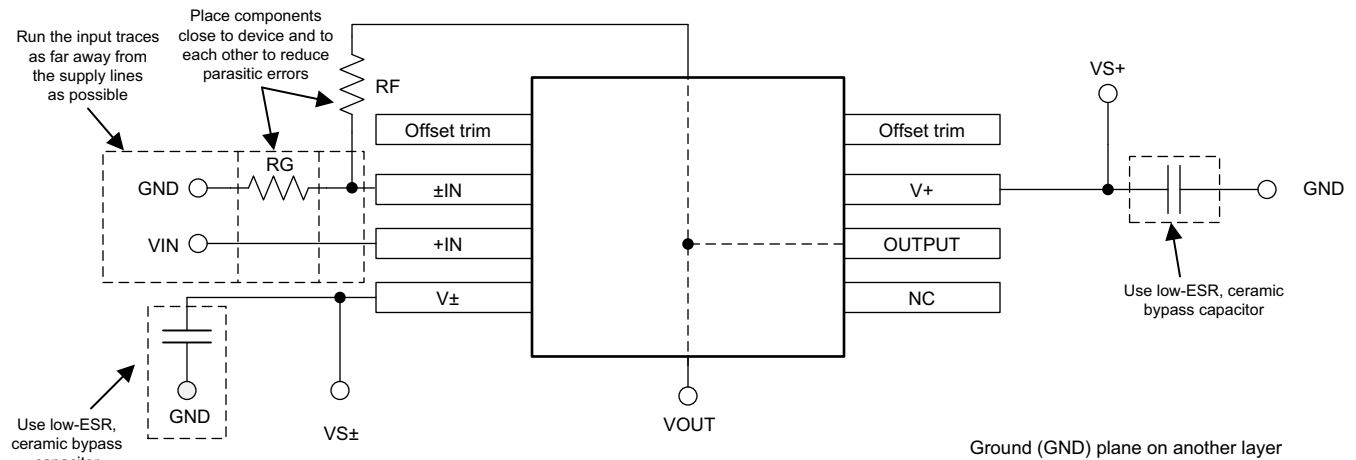 Place components
close to device and to
each other to reduce
parasitic errors
Run the input traces
as far away from
the supply lines
as possible
RF
VS+
Offset trim
Offset trim
RG
GND
±IN
V+
GND
VIN
+IN
OUTPUT
V±
NC
Use low-ESR, ceramic
bypass capacitor
GND
VS±
VOUT
Use low-ESR,
ceramic bypass
Ground (GND) plane on another layer